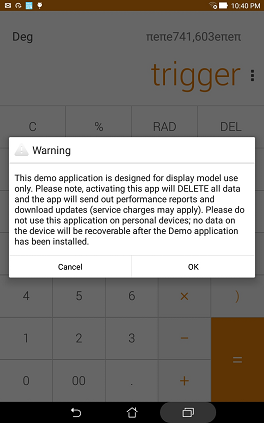 10:40 PM
Deg
πeπe741,603eπeπ
trigger
C % RAD DEL
Warning
This demo application is designed for display model use
only. Please note, activating this app will DELETE all data
and the app will send out performance reports and
download updates (service charges may apply). Please do
not use this application on personal devices; no data on
the device will be recoverable after the Demo application
has been installed.
Cancel OK
4 5 6 × )
1 2 3 −
=
0 00 . +